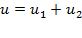 u = u₁ + u₂